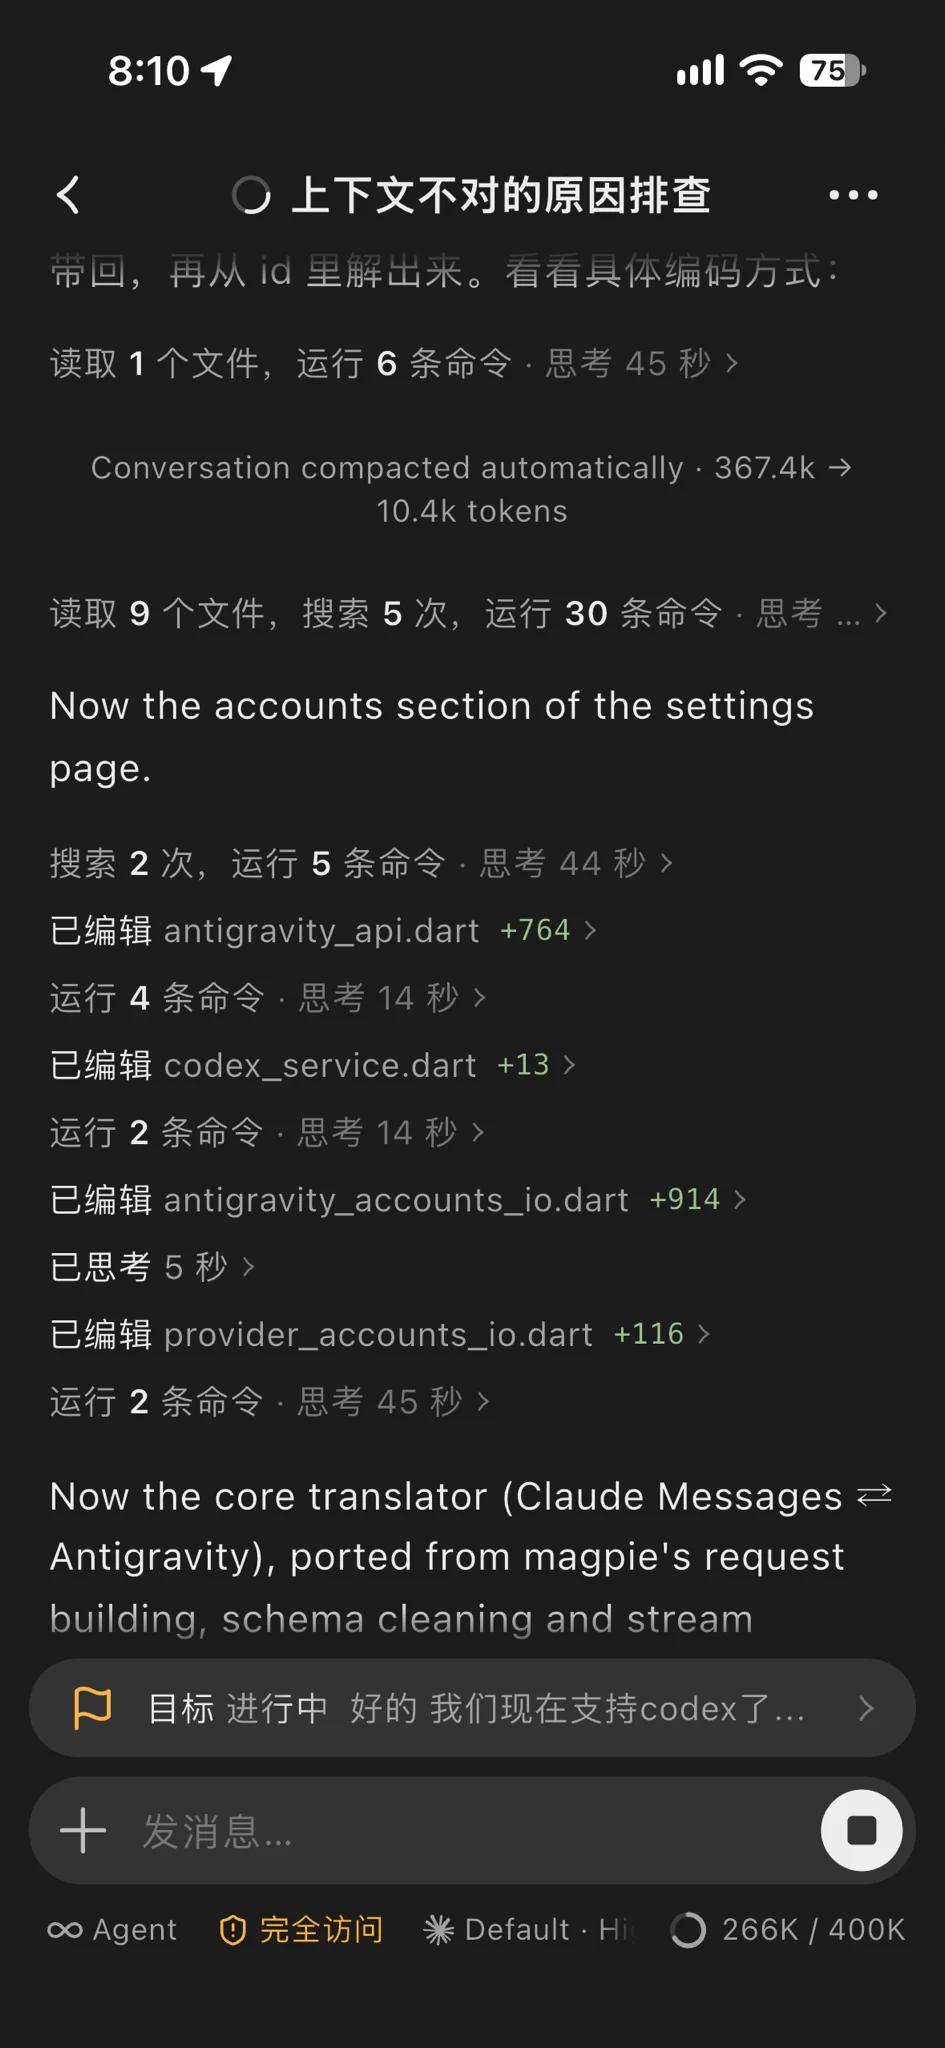 8:10
75
上下文不对的原因排查
带回，再从 id 里解出来。看看具体编码方式：
读取 1 个文件，运行 6 条命令 · 思考 45 秒 >
Conversation compacted automatically · 367.4k →
10.4k tokens
读取 9 个文件，搜索 5 次，运行 30 条命令 · 思考 ... >
Now the accounts section of the settings
page.
搜索 2 次，运行 5 条命令 · 思考 44 秒 >
已编辑 antigravity_api.dart +764 >
运行 4 条命令 · 思考 14 秒 >
已编辑 codex_service.dart +13 >
运行 2 条命令 · 思考 14 秒 >
已编辑 antigravity_accounts_io.dart +914 >
已思考 5 秒 >
已编辑 provider_accounts_io.dart +116 >
运行 2 条命令 · 思考 45 秒 >
Now the core translator (Claude Messages ⇄
Antigravity), ported from magpie's request
building, schema cleaning and stream
目标 进行中 好的 我们现在支持codex了... >
发消息...
Agent 完全访问 Default · Hi 266K / 400K